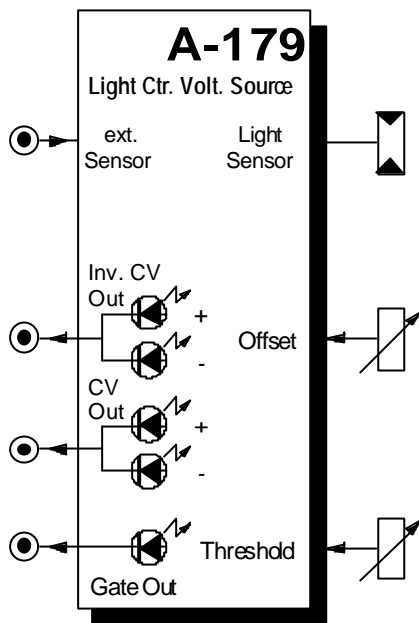 A-179
Light Ctr. Volt. Source
ext.
Sensor
Light
Sensor
Inv. CV
Out
+
-
Offset
CV
Out
+
-
Threshold
Gate Out